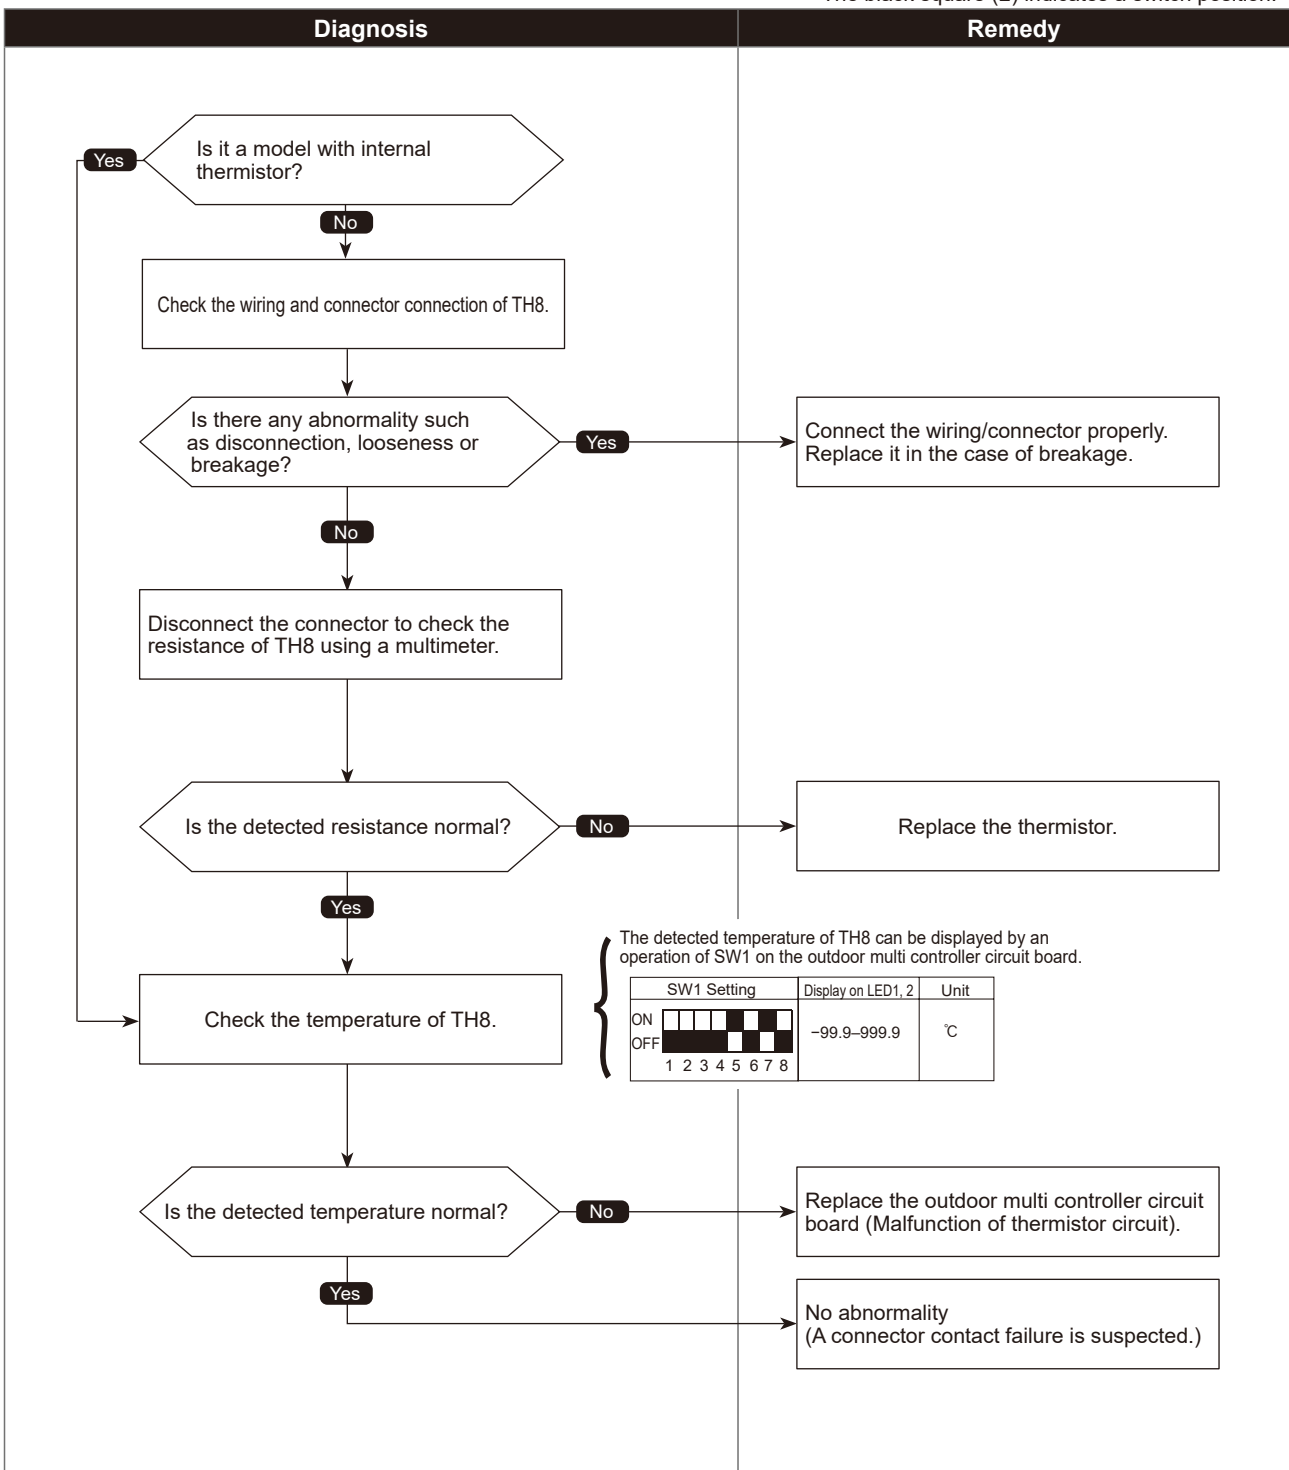 The black square (■) indicates a switch position.
Diagnosis
Remedy
Is it a model with internal
thermistor?
Yes
No
Check the wiring and connector connection of TH8.
Is there any abnormality such
as disconnection, looseness or
breakage?
Yes
Connect the wiring/connector properly.
Replace it in the case of breakage.
No
Disconnect the connector to check the
resistance of TH8 using a multimeter.
Is the detected resistance normal?
No
Replace the thermistor.
Yes
The detected temperature of TH8 can be displayed by an
operation of SW1 on the outdoor multi controller circuit board.
SW1 Setting
Display on LED1, 2
Unit
ON
OFF
1 2 3 4 5 6 7 8
−99.9–999.9
℃
Check the temperature of TH8.
Is the detected temperature normal?
No
Replace the outdoor multi controller circuit
board (Malfunction of thermistor circuit).
Yes
No abnormality
(A connector contact failure is suspected.)